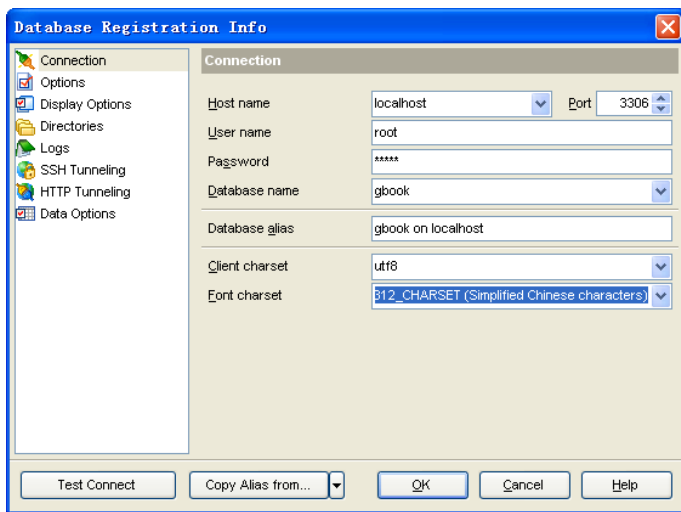 Database Registration Info
Connection
Options
Display Options
Directories
Logs
SSH Tunneling
HTTP Tunneling
Data Options
Connection
Host name localhost Port 3306
User name root
Password *****
Database name gbook
Database alias gbook on localhost
Client charset utf8
Font charset 312_CHARSET (Simplified Chinese characters)
Test Connect Copy Alias from... OK Cancel Help